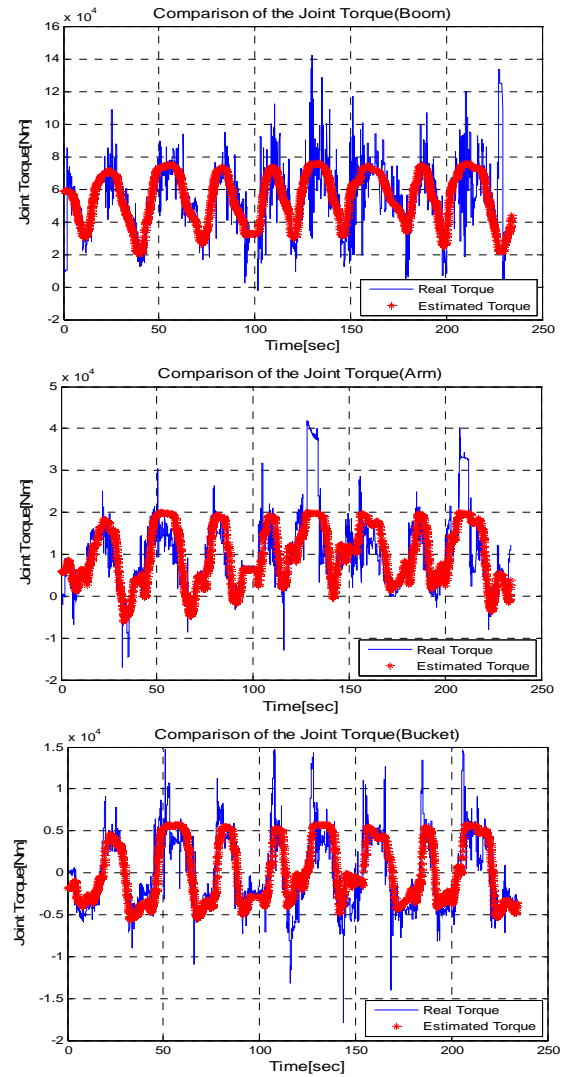 Comparison of the Joint Torque(Boom)
x 10^4
16
14
12
10
8
6
4
2
0
-2
Joint Torque[Nm]
0 50 100 150 200 250
Time[sec]
Real Torque
Estimated Torque
Comparison of the Joint Torque(Arm)
x 10^4
5
4
3
2
1
0
-1
-2
Joint Torque[Nm]
0 50 100 150 200 250
Time[sec]
Real Torque
Estimated Torque
Comparison of the Joint Torque(Bucket)
x 10^4
1.5
1
0.5
0
-0.5
-1
-1.5
-2
Joint Torque[Nm]
0 50 100 150 200 250
Time[sec]
Real Torque
Estimated Torque